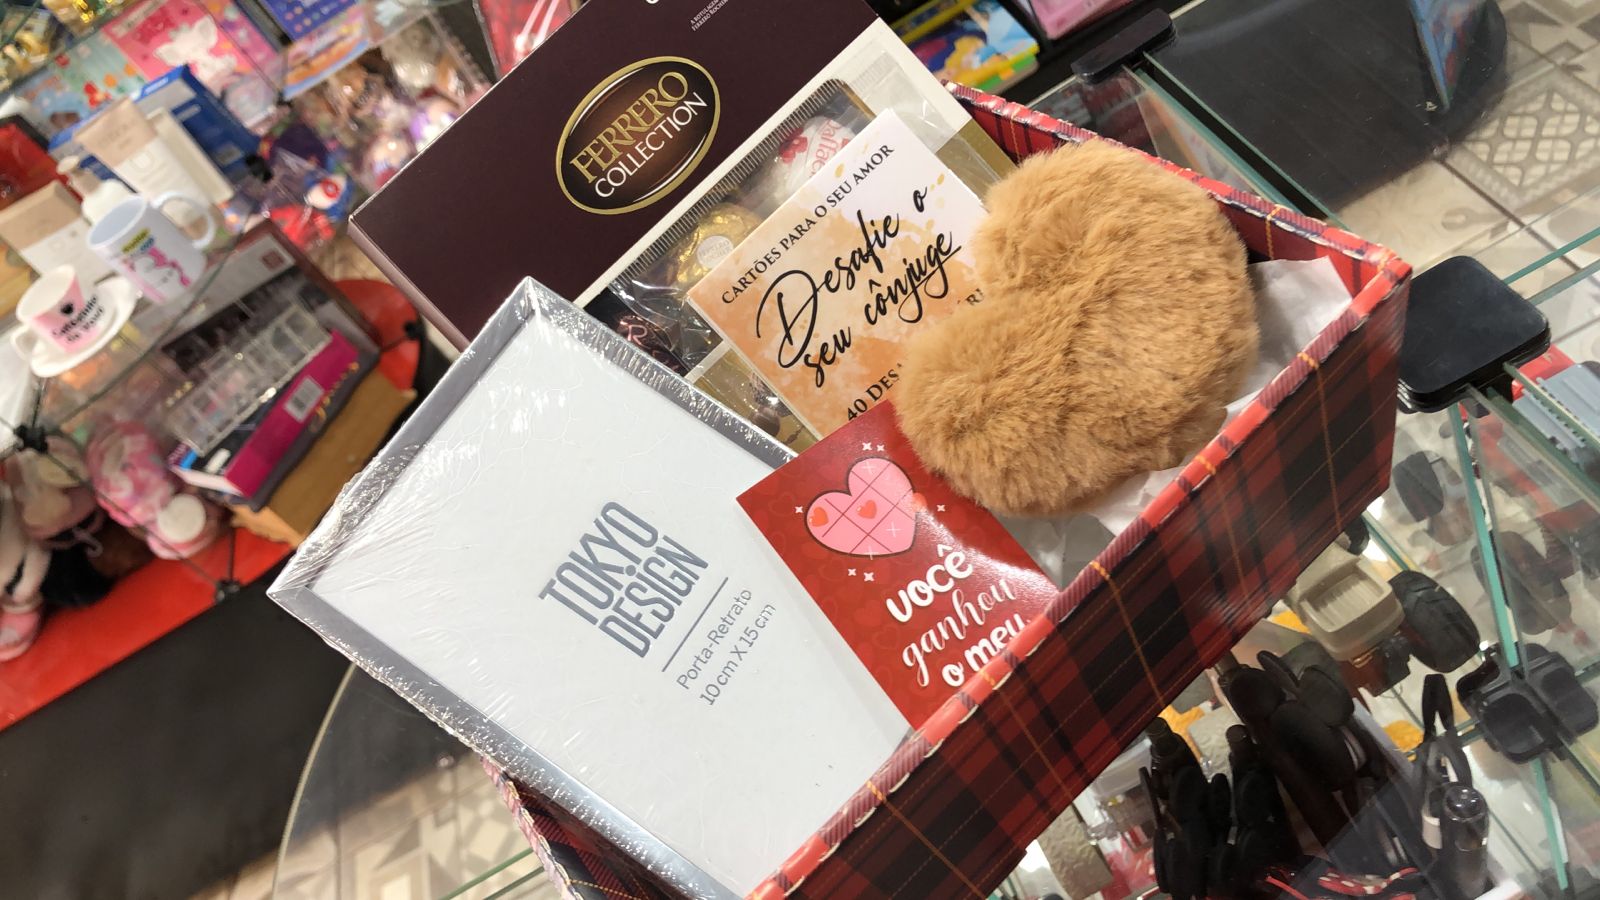 FERRERO
COLLECTION
CARTÕES PARA O SEU AMOR
Desafie o
seu cônjuge
40
TOKYO
DESIGN
Porta-Retrato
10 cm X 15 cm
você
ganhou
o meu